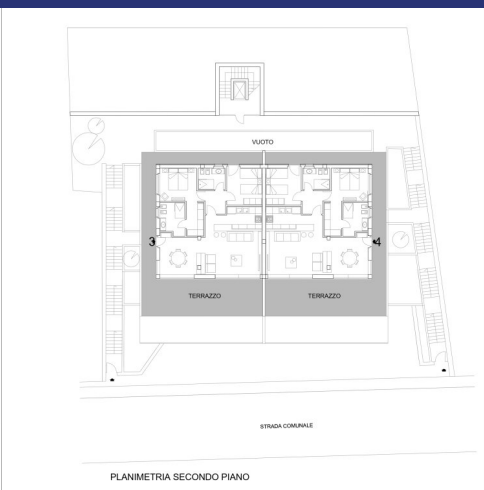 VUOTO
3
4
TERRAZZO
TERRAZZO
STRADA COMUNALE
PLANIMETRIA SECONDO PIANO